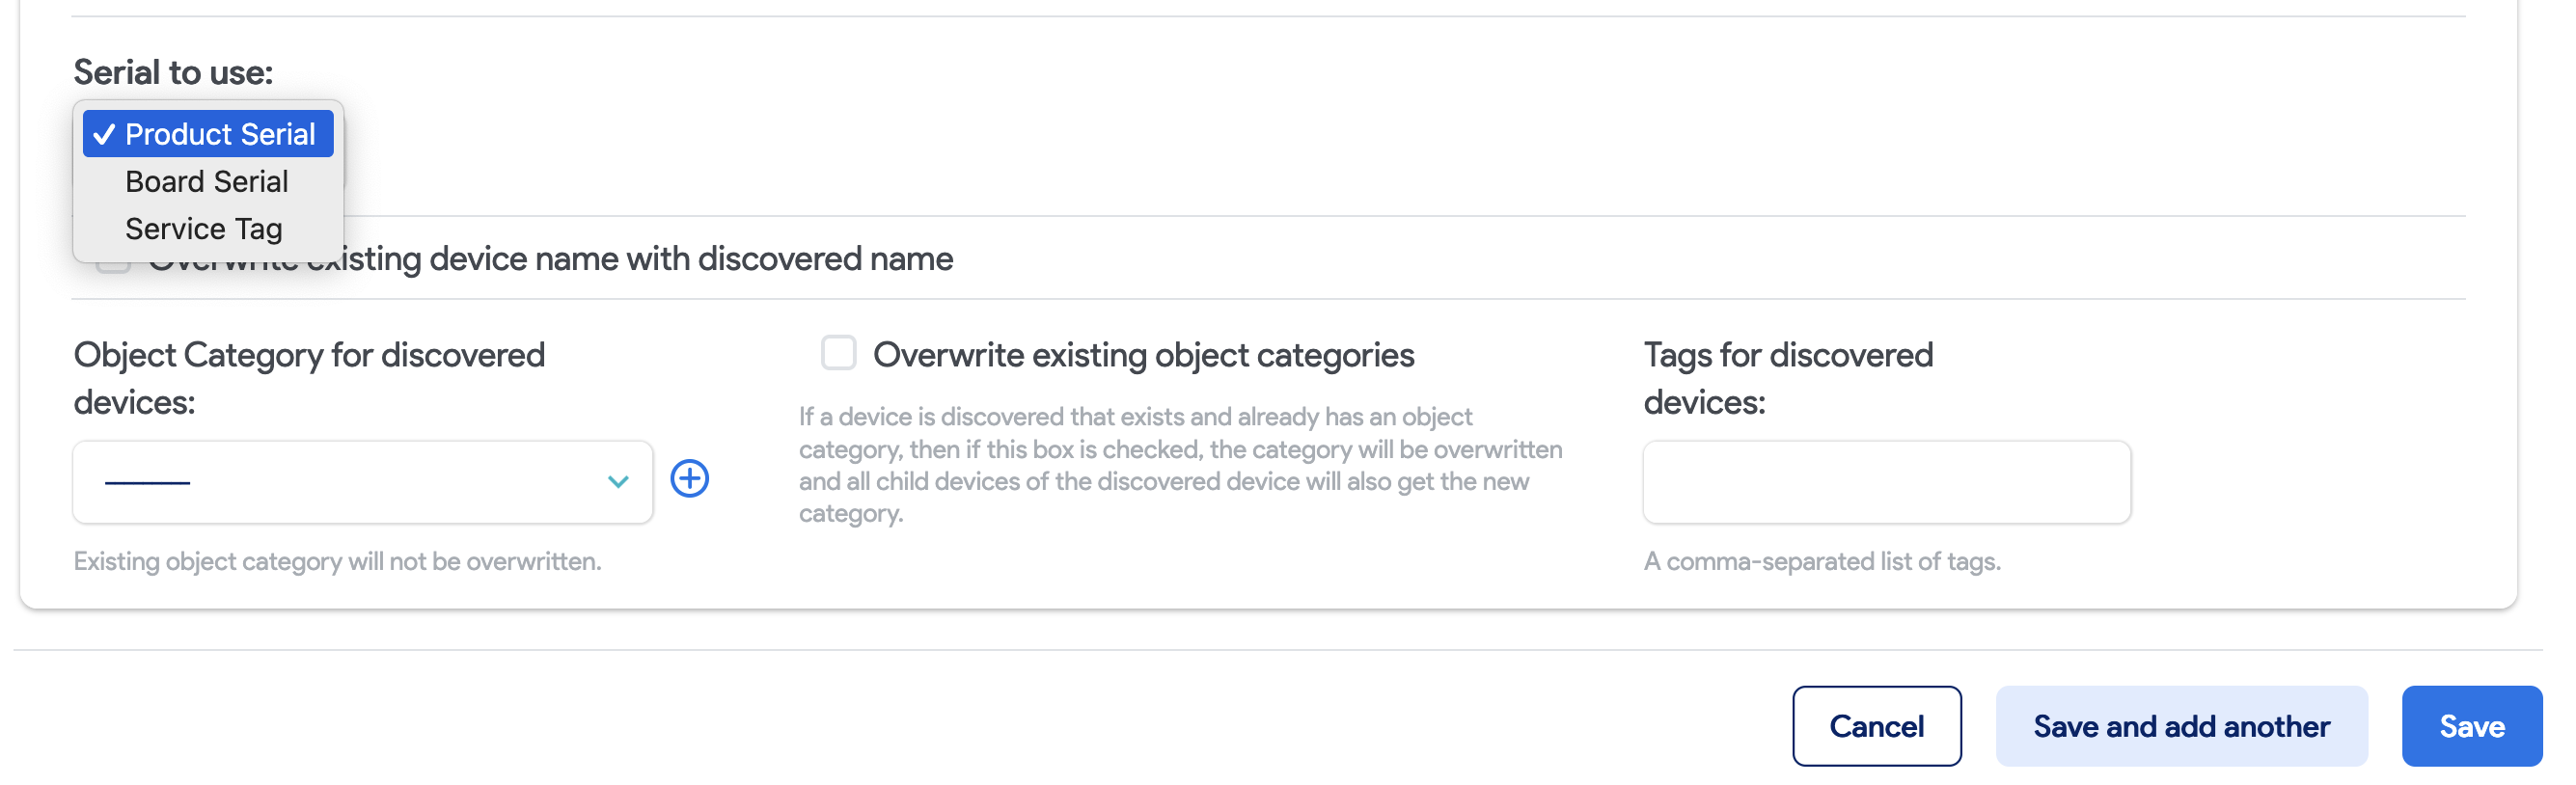 Serial to use:
Product Serial
Board Serial
Service Tag
Overwrite existing device name with discovered name
Object Category for discovered
devices:
Existing object category will not be overwritten.
Overwrite existing object categories
If a device is discovered that exists and already has an object
category, then if this box is checked, the category will be overwritten
and all child devices of the discovered device will also get the new
category.
Tags for discovered
devices:
A comma-separated list of tags.
Cancel
Save and add another
Save